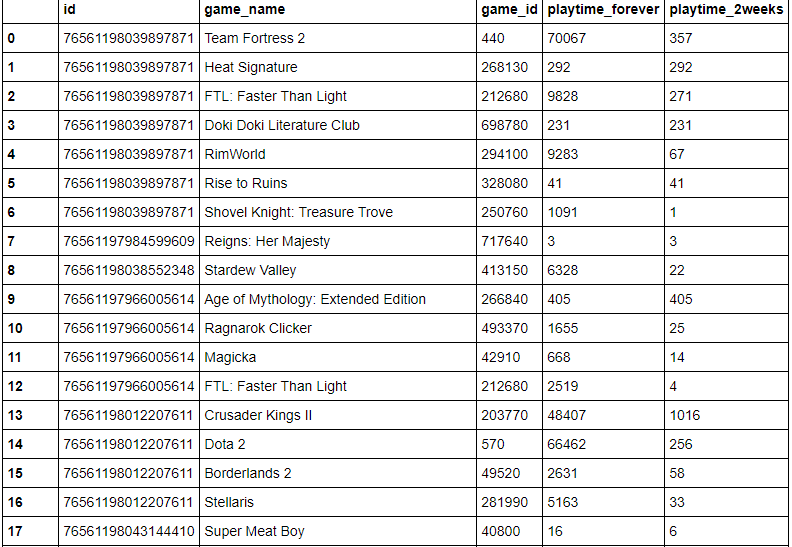 id game_name game_id playtime_forever playtime_2weeks
0 76561198039897871 Team Fortress 2 440 70067 357
1 76561198039897871 Heat Signature 268130 292 292
2 76561198039897871 FTL: Faster Than Light 212680 9828 271
3 76561198039897871 Doki Doki Literature Club 698780 231 231
4 76561198039897871 RimWorld 294100 9283 67
5 76561198039897871 Rise to Ruins 328080 41 41
6 76561198039897871 Shovel Knight: Treasure Trove 250760 1091 1
7 76561197984599609 Reigns: Her Majesty 717640 3 3
8 76561198038552348 Stardew Valley 413150 6328 22
9 76561197966005614 Age of Mythology: Extended Edition 266840 405 405
10 76561197966005614 Ragnarok Clicker 493370 1655 25
11 76561197966005614 Magicka 42910 668 14
12 76561197966005614 FTL: Faster Than Light 212680 2519 4
13 76561198012207611 Crusader Kings II 203770 48407 1016
14 76561198012207611 Dota 2 570 66462 256
15 76561198012207611 Borderlands 2 49520 2631 58
16 76561198012207611 Stellaris 281990 5163 33
17 76561198043144410 Super Meat Boy 40800 16 6